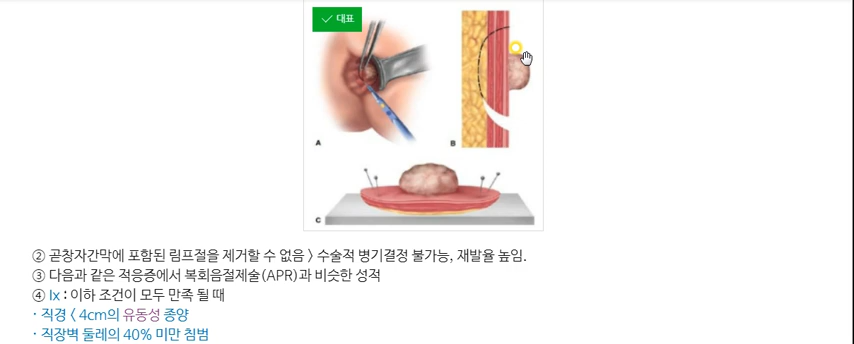 ✓ 대표
A
B
C
② 곧창자간막에 포함된 림프절을 제거할 수 없음 > 수술적 병기결정 불가능, 재발율 높임.
③ 다음과 같은 적응증에서 복회음절제술(APR)과 비슷한 성적
④ Ix : 이하 조건이 모두 만족 될 때
· 직경 < 4cm의 유동성 종양
· 직장벽 둘레의 40% 미만 침범